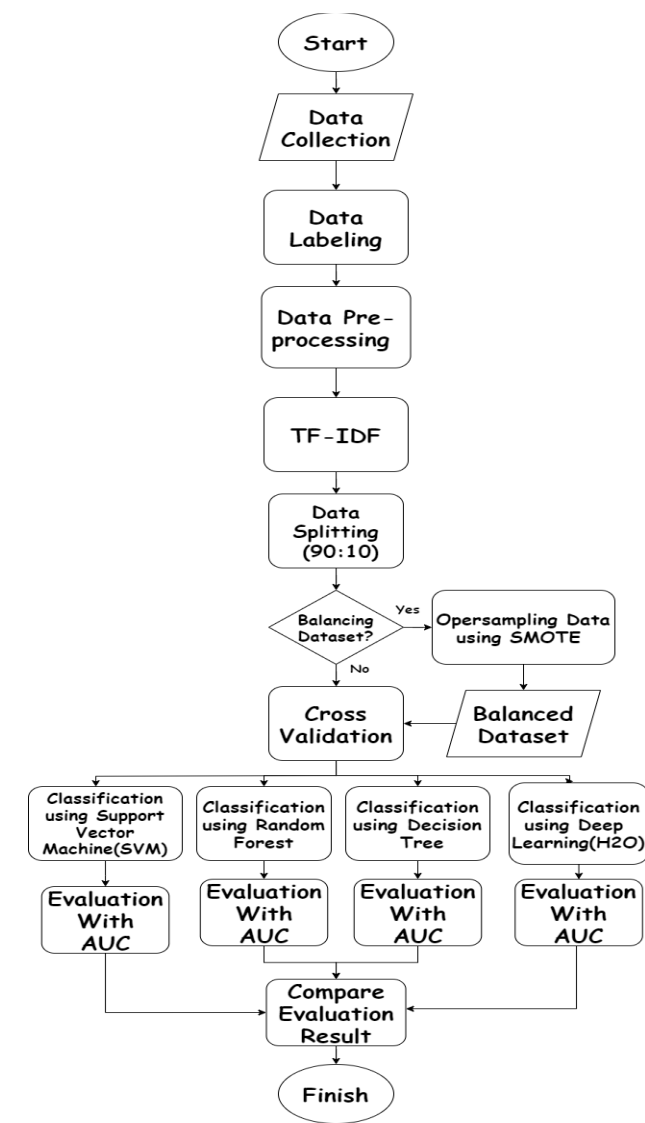 Start
Data
Collection
Data
Labeling
Data Pre-
processing
TF-IDF
Data
Splitting
(90:10)
Balancing
Dataset?
Yes
Opersampling Data
using SMOTE
No
Cross
Validation
Balanced
Dataset
Classification
using Support
Vector
Machine(SVM)
Classification
using Random
Forest
Classification
using Decision
Tree
Classification
using Deep
Learning(H2O)
Evaluation
With
AUC
Evaluation
With
AUC
Evaluation
With
AUC
Evaluation
With
AUC
Compare
Evaluation
Result
Finish